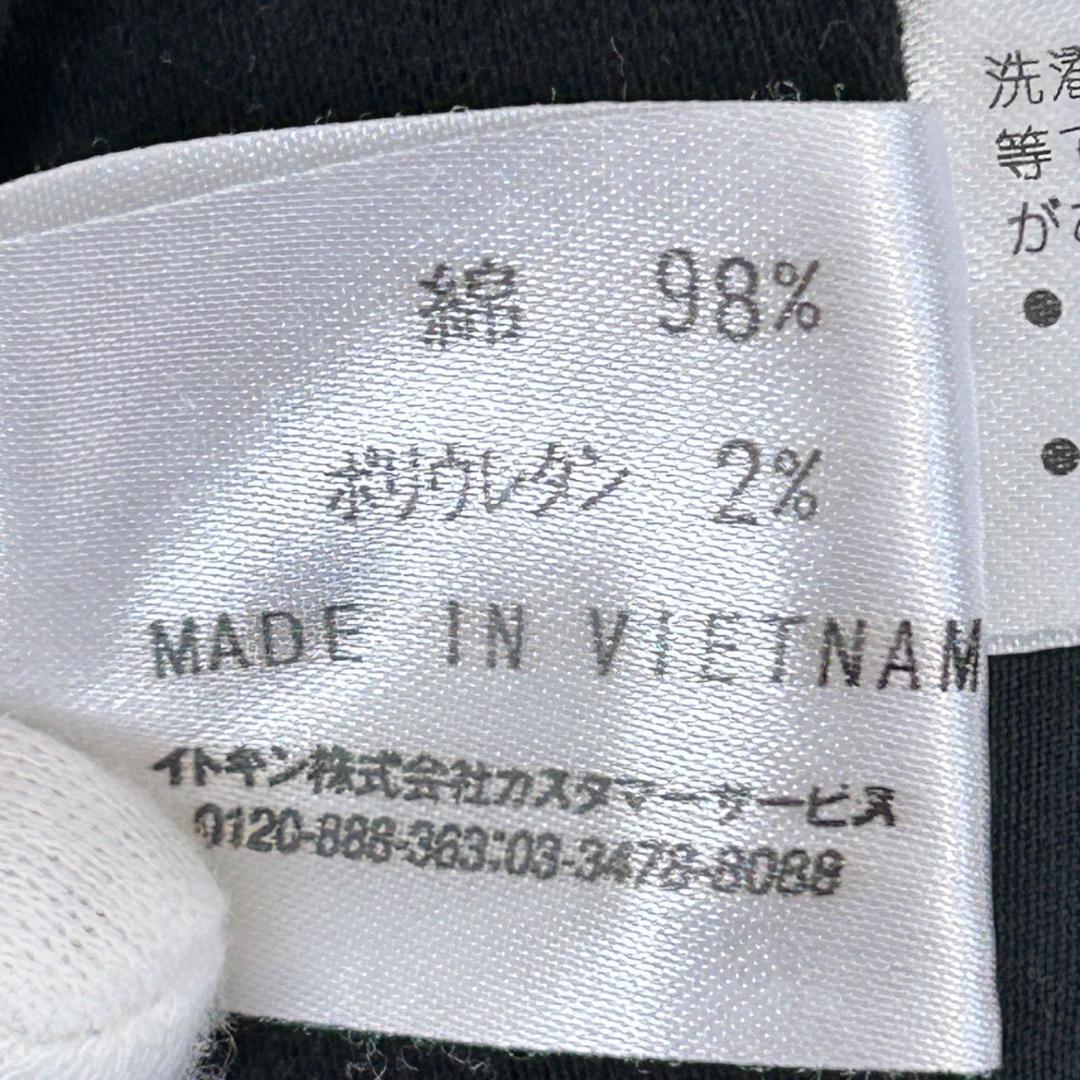 綿 98%
ポリウレタン 2%
MADE IN VIETNAM
イトキン株式会社カスタマーサービス
0120-888-363:03-3478-8088
洗濯
等で
が
●
●